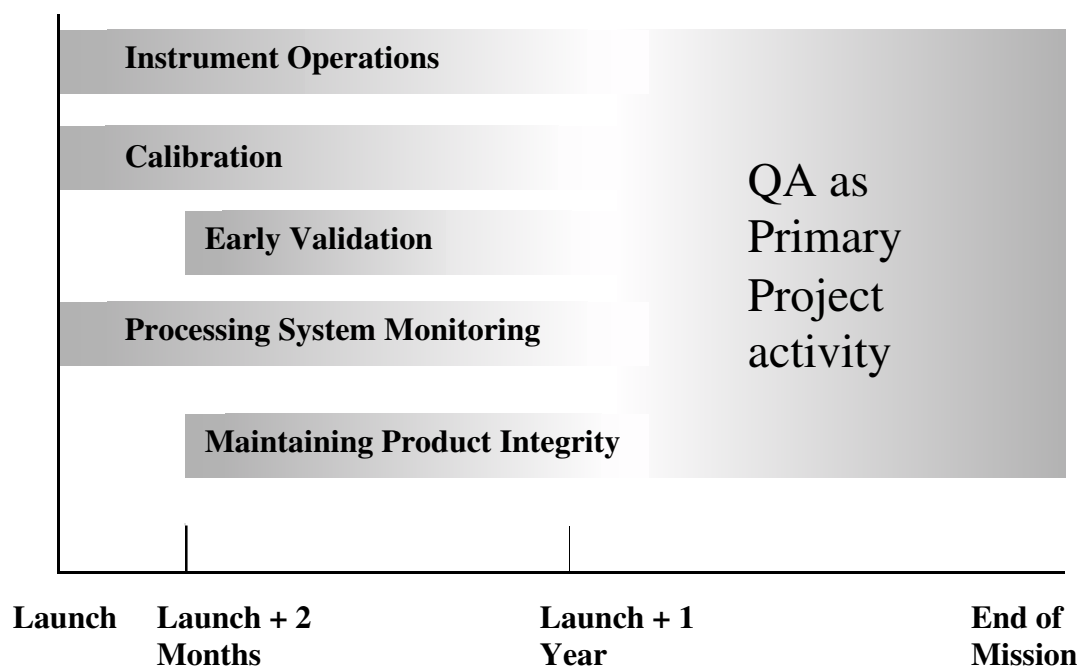 Instrument Operations
Calibration
Early Validation
Processing System Monitoring
Maintaining Product Integrity
QA as
Primary
Project
activity
Launch
Launch + 2
Months
Launch + 1
Year
End of
Mission